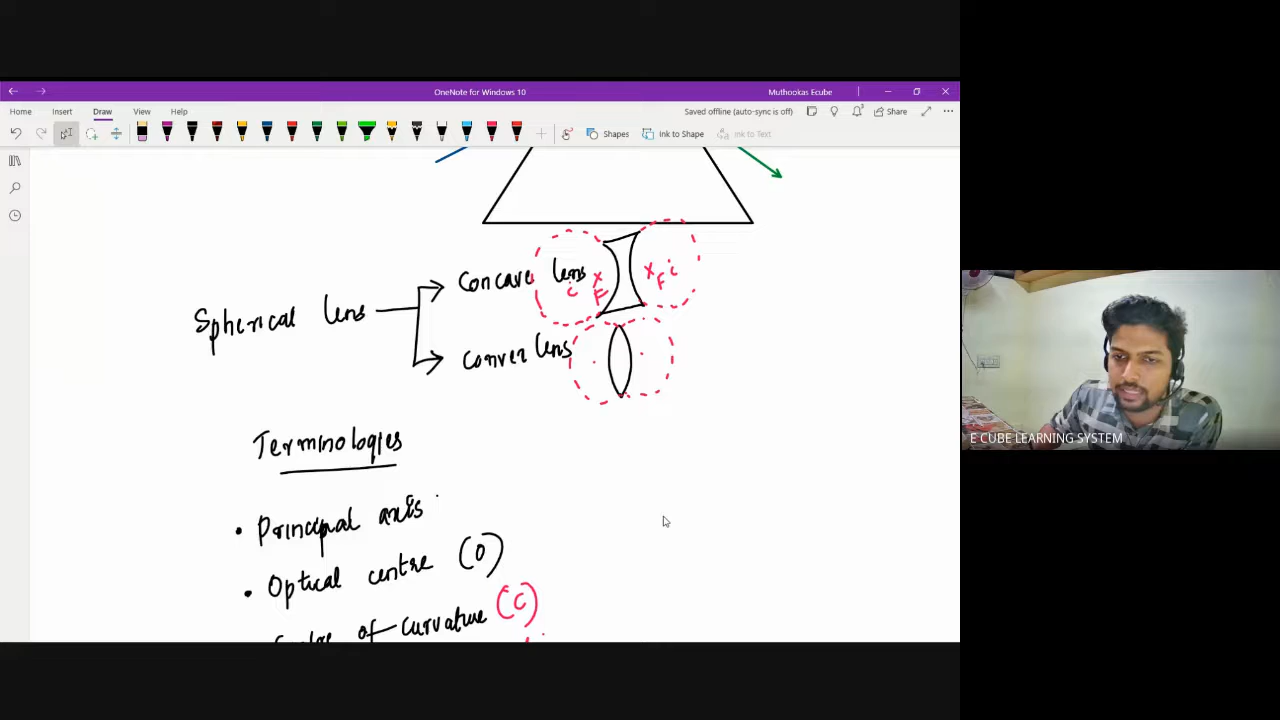 OneNote for Windows 10
Muthookas Ecube
Home Insert Draw View Help
Saved offline (auto-sync is off)
Share
Shapes
Ink to Shape
Ink to Text
Concave lens
C F
F C
Spherical lens
Convex lens
Terminologies
• Principal axis
• Optical centre (O)
Centre of curvature (C)
E CUBE LEARNING SYSTEM